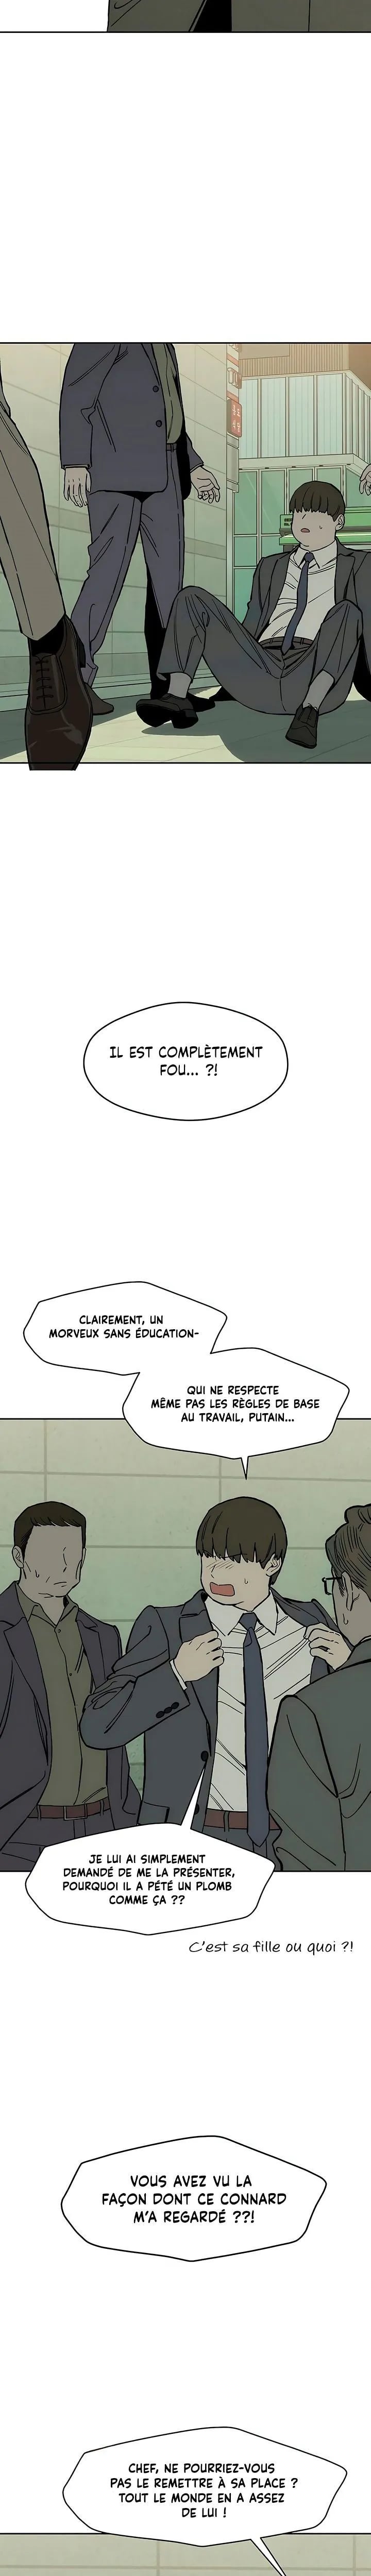 IL EST COMPLÈTEMENT
FOU... ?!
CLAIREMENT, UN
MORVEUX SANS ÉDUCATION-
QUI NE RESPECTE
MÊME PAS LES RÈGLES DE BASE
AU TRAVAIL, PUTAIN...
JE LUI AI SIMPLEMENT
DEMANDÉ DE ME LA PRÉSENTER,
POURQUOI IL A PÉTÉ UN PLOMB
COMME ÇA ??
C'est sa fille ou quoi ?!
VOUS AVEZ VU LA
FAÇON DONT CE CONNARD
M'A REGARDÉ ??!
CHEF, NE POURRIEZ-VOUS
PAS LE REMETTRE À SA PLACE ?
TOUT LE MONDE EN A ASSEZ
DE LUI !